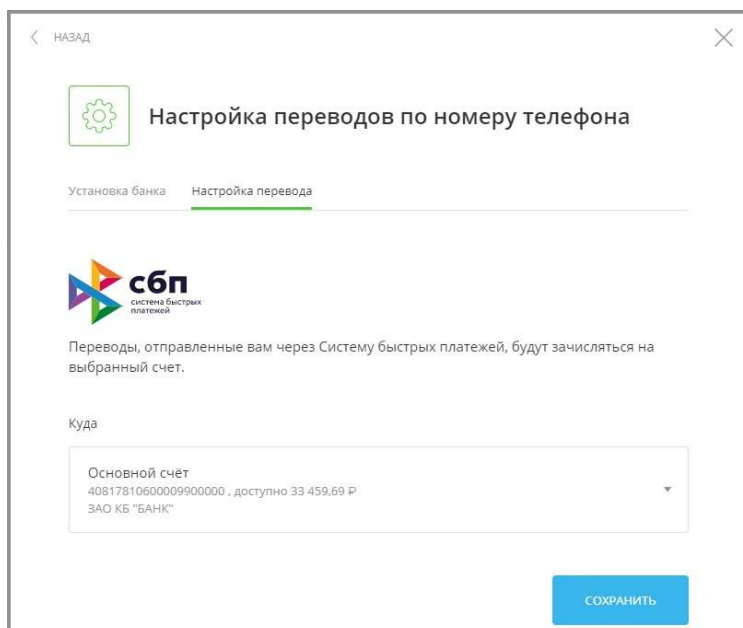 НАЗАД
Настройка переводов по номеру телефона
Установка банка Настройка перевода
сбп
система быстрых
платежей
Переводы, отправленные вам через Систему быстрых платежей, будут зачисляться на
выбранный счет.
Куда
Основной счёт
40817810600009900000 , доступно 33 459,69 ₽
ЗАО КБ "БАНК"
СОХРАНИТЬ